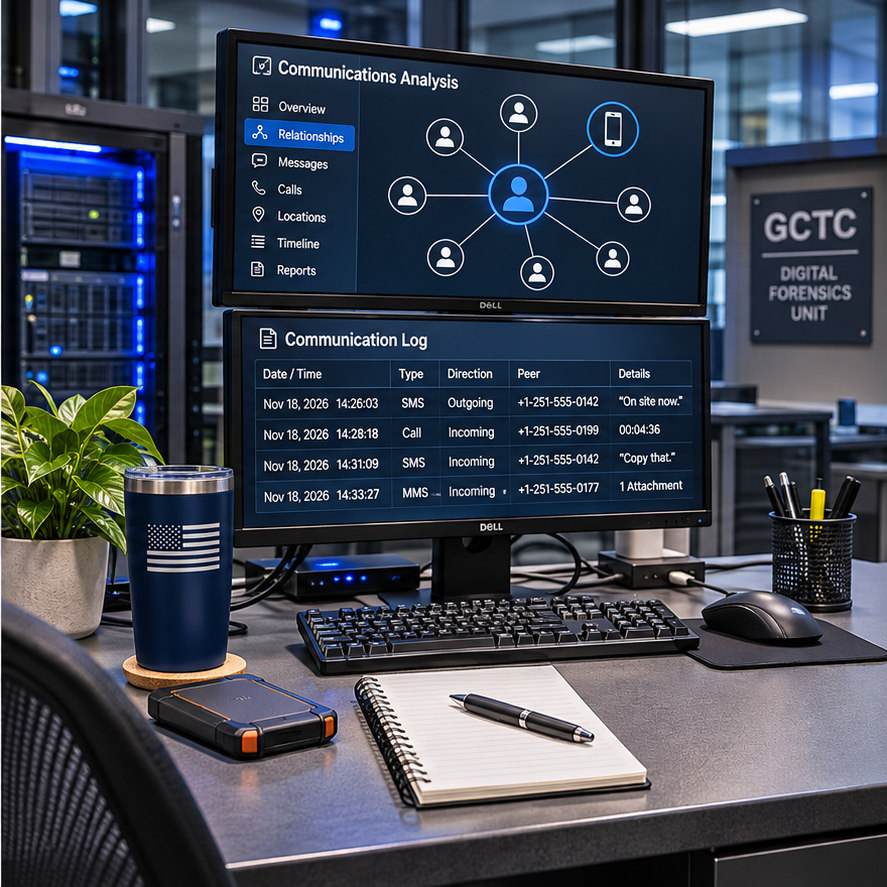 Communications Analysis
Overview
Relationships
Messages
Calls
Locations
Timeline
Reports
DELL
GCTC
DIGITAL
FORENSICS
UNIT
Communication Log
Date / Time Type Direction Peer Details
Nov 18, 2026 14:26:03 SMS Outgoing +1-251-555-0142 "On site now."
Nov 18, 2026 14:28:18 Call Incoming +1-251-555-0199 00:04:36
Nov 18, 2026 14:31:09 SMS Incoming +1-251-555-0142 "Copy that."
Nov 18, 2026 14:33:27 MMS Incoming +1-251-555-0177 1 Attachment
DELL